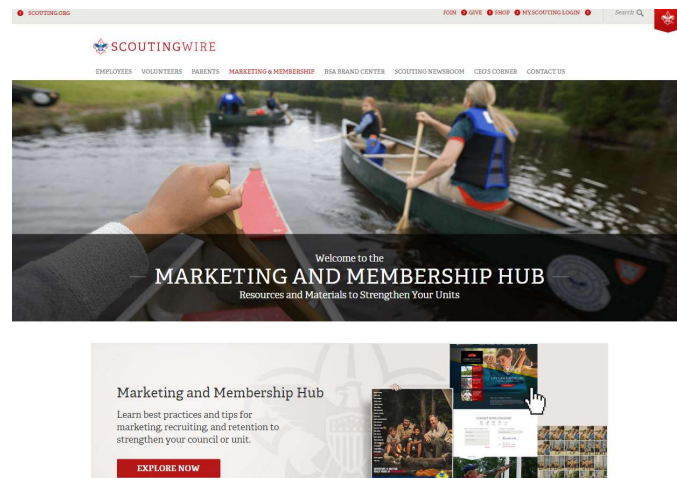 SCOUTING.ORG
JOIN GIVE SHOP MY.SCOUTING LOGIN Search
SCOUTINGWIRE
EMPLOYEES VOLUNTEERS PARENTS MARKETING & MEMBERSHIP BSA BRAND CENTER SCOUTING NEWSROOM CEO'S CORNER CONTACT US
Welcome to the
MARKETING AND MEMBERSHIP HUB
Resources and Materials to Strengthen Your Units
Marketing and Membership Hub
Learn best practices and tips for
marketing, recruiting, and retention to
strengthen your council or unit.
EXPLORE NOW